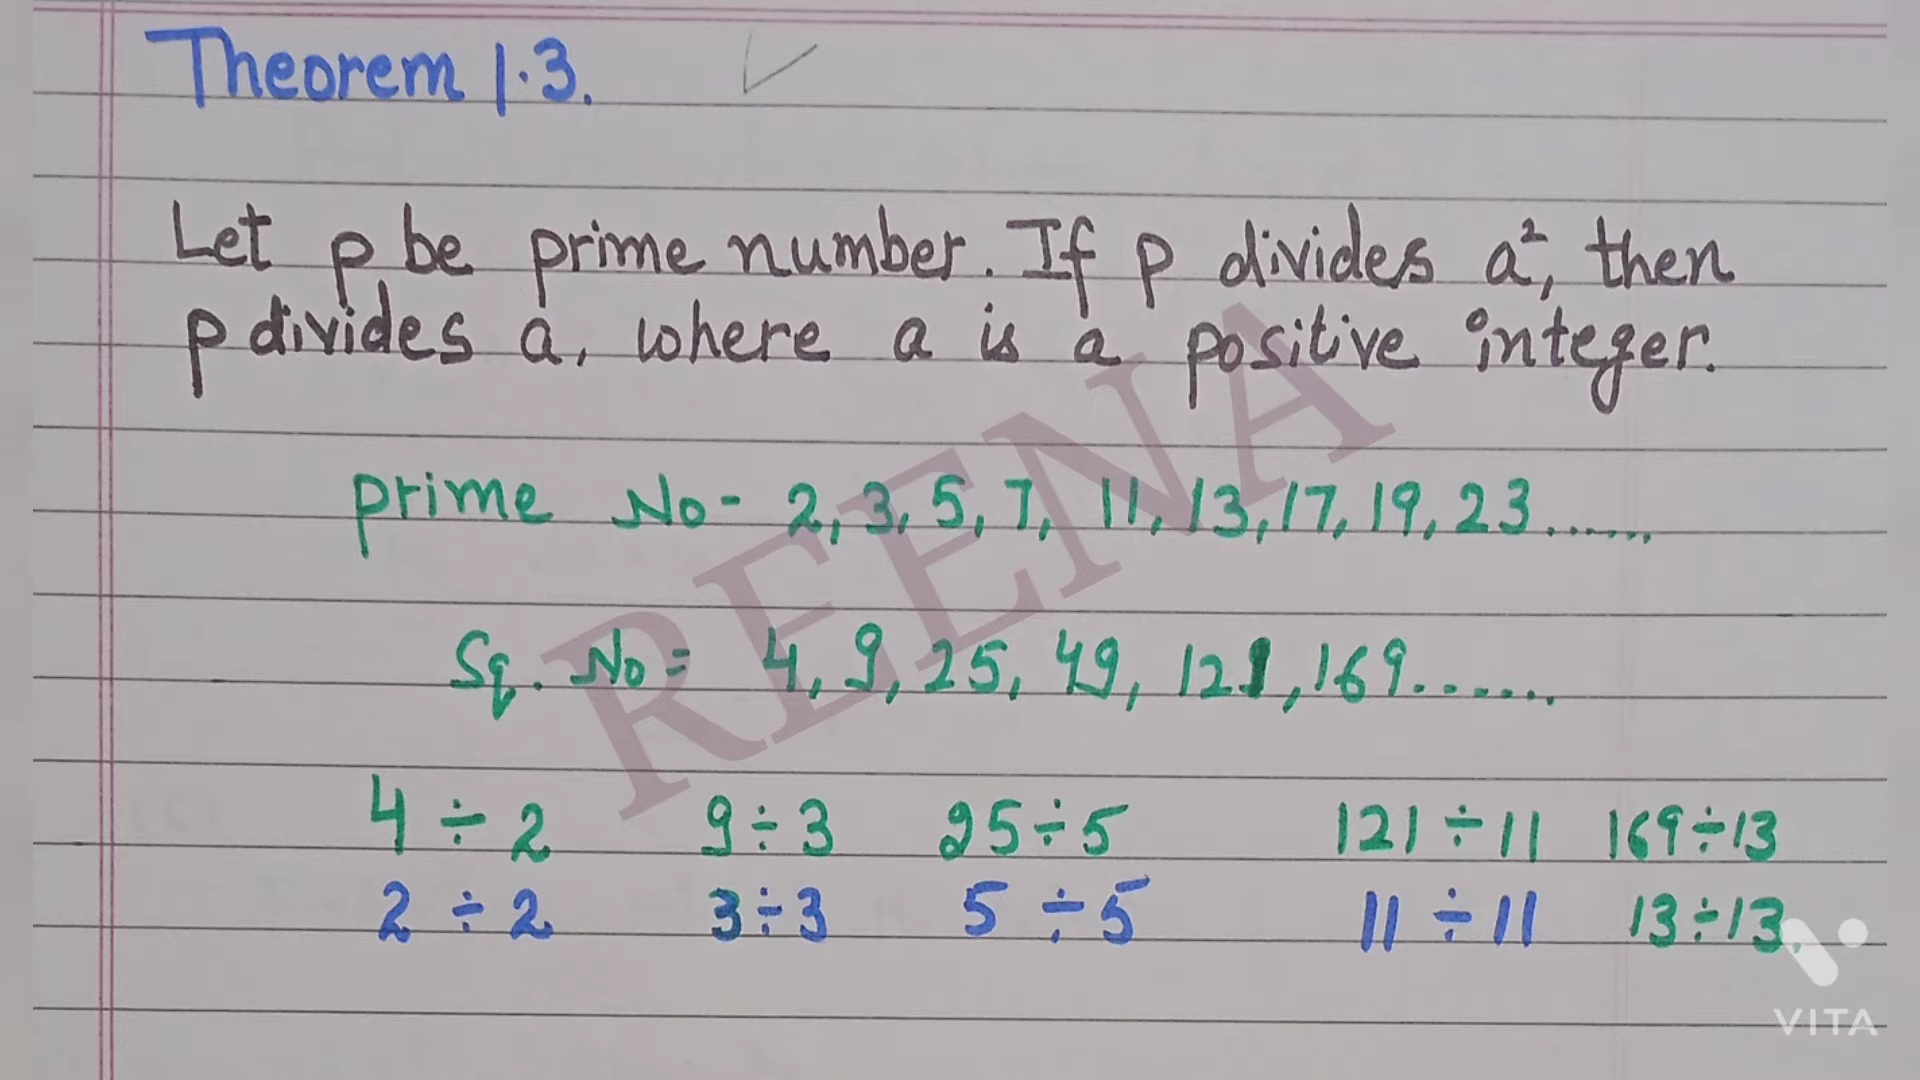 Theorem 1.3.
Let p be prime number. If p divides a², then
p divides a, where a is a positive integer.
REENA
prime No- 2, 3, 5, 7, 11, 13, 17, 19, 23......
Sq. No = 4, 9, 25, 49, 121, 169......
4 ÷ 2 9 ÷ 3 25 ÷ 5 121 ÷ 11 169 ÷ 13
2 ÷ 2 3 ÷ 3 5 ÷ 5 11 ÷ 11 13 ÷ 13.
VITA